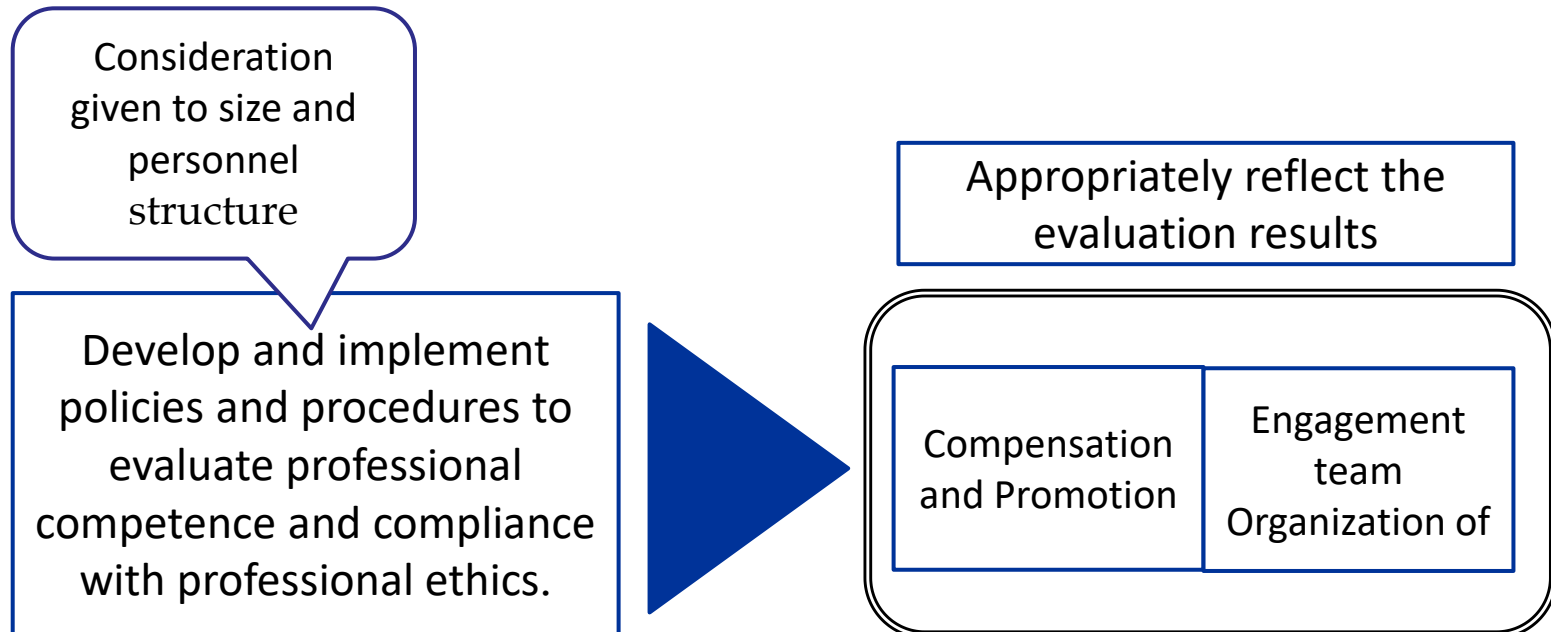 Consideration
given to size and
personnel
structure
Develop and implement
policies and procedures to
evaluate professional
competence and compliance
with professional ethics.
Appropriately reflect the
evaluation results
Compensation
and Promotion
Engagement
team
Organization of